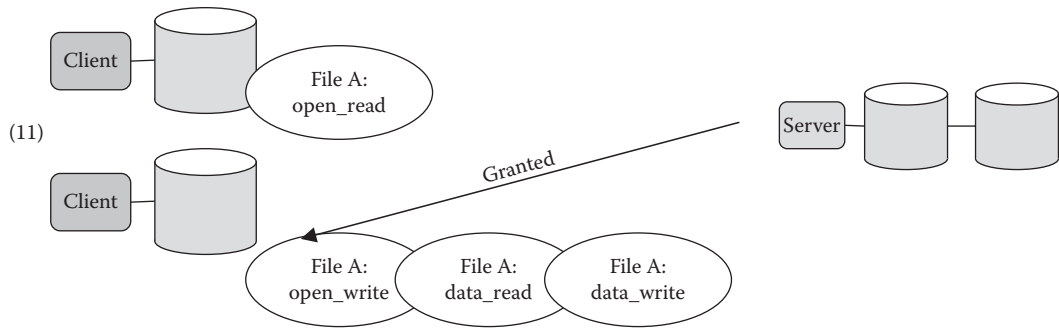 Client
File A:
open_read
(11)
Server
Granted
Client
File A:
open_write
File A:
data_read
File A:
data_write